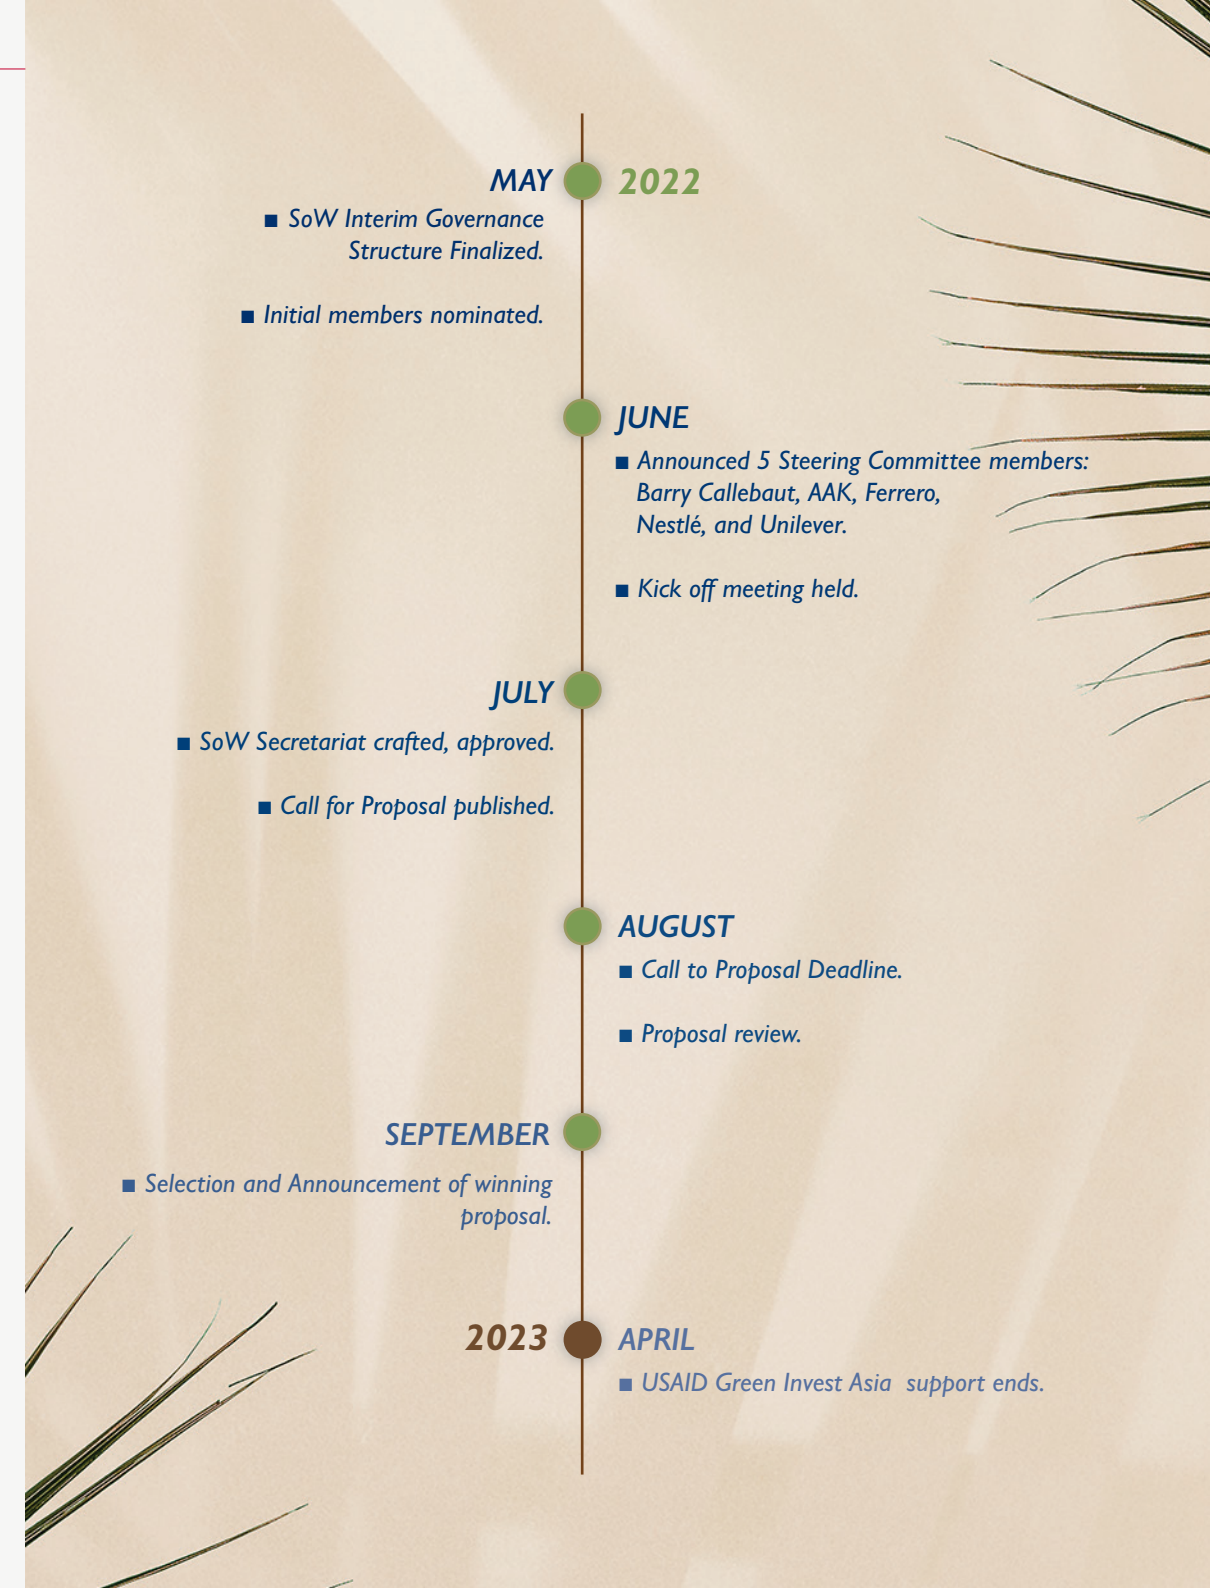 MAY
2022
■ SoW Interim Governance
Structure Finalized.
■ Initial members nominated.
JUNE
■ Announced 5 Steering Committee members:
Barry Callebaut, AAK, Ferrero,
Nestlé, and Unilever.
■ Kick off meeting held.
JULY
■ SoW Secretariat crafted, approved.
■ Call for Proposal published.
AUGUST
■ Call to Proposal Deadline.
■ Proposal review.
SEPTEMBER
■ Selection and Announcement of winning
proposal.
2023
APRIL
■ USAID Green Invest Asia  support ends.